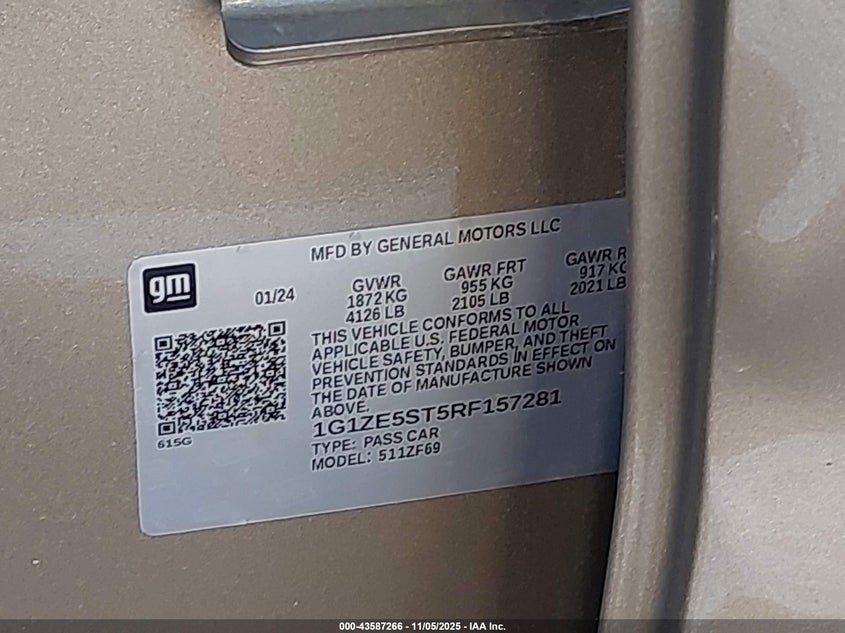 MFD BY GENERAL MOTORS LLC
gm
01/24
GVWR
1872 KG
4126 LB
GAWR FRT
955 KG
2105 LB
GAWR R
917 KG
2021 LB
THIS VEHICLE CONFORMS TO ALL
APPLICABLE U.S. FEDERAL MOTOR
VEHICLE SAFETY, BUMPER, AND THEFT
PREVENTION STANDARDS IN EFFECT ON
THE DATE OF MANUFACTURE SHOWN
ABOVE.
1G1ZE5ST5RF157281
TYPE: PASS CAR
MODEL: 511ZF69
615G
000-43587266 - 11/05/2025 - IAA Inc.